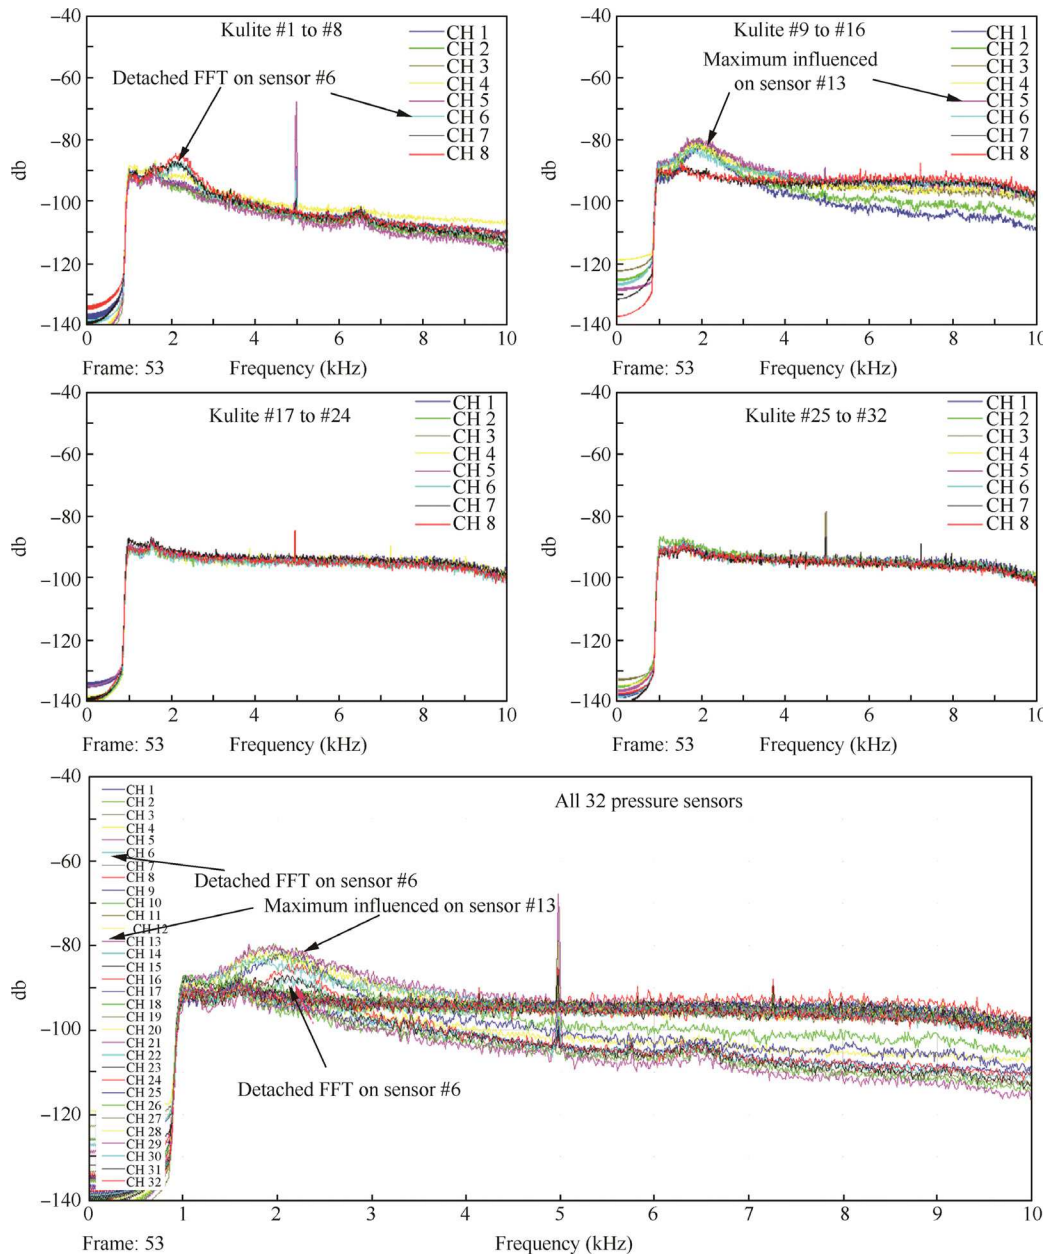 −40
−60
−80
−100
−120
−140
db
Kulite #1 to #8
Detached FFT on sensor #6
CH 1
CH 2
CH 3
CH 4
CH 5
CH 6
CH 7
CH 8
0
2
4
6
8
10
Frame: 53
Frequency (kHz)
−40
−60
−80
−100
−120
−140
db
Kulite #9 to #16
Maximum influenced
on sensor #13
CH 1
CH 2
CH 3
CH 4
CH 5
CH 6
CH 7
CH 8
0
2
4
6
8
10
Frame: 53
Frequency (kHz)
−40
−60
−80
−100
−120
−140
db
Kulite #17 to #24
CH 1
CH 2
CH 3
CH 4
CH 5
CH 6
CH 7
CH 8
0
2
4
6
8
10
Frame: 53
Frequency (kHz)
−40
−60
−80
−100
−120
−140
db
Kulite #25 to #32
CH 1
CH 2
CH 3
CH 4
CH 5
CH 6
CH 7
CH 8
0
2
4
6
8
10
Frame: 53
Frequency (kHz)
−40
−60
−80
−100
−120
−140
db
All 32 pressure sensors
CH 1
CH 2
CH 3
CH 4
CH 5
CH 6
CH 7
CH 8
CH 9
CH 10
CH 11
CH 12
CH 13
CH 14
CH 15
CH 16
CH 17
CH 18
CH 19
CH 20
CH 21
CH 22
CH 23
CH 24
CH 25
CH 26
CH 27
CH 28
CH 29
CH 30
CH 31
CH 32
Detached FFT on sensor #6
Maximum influenced on sensor #13
Detached FFT on sensor #6
0
1
2
3
4
5
6
7
8
9
10
Frame: 53
Frequency (kHz)